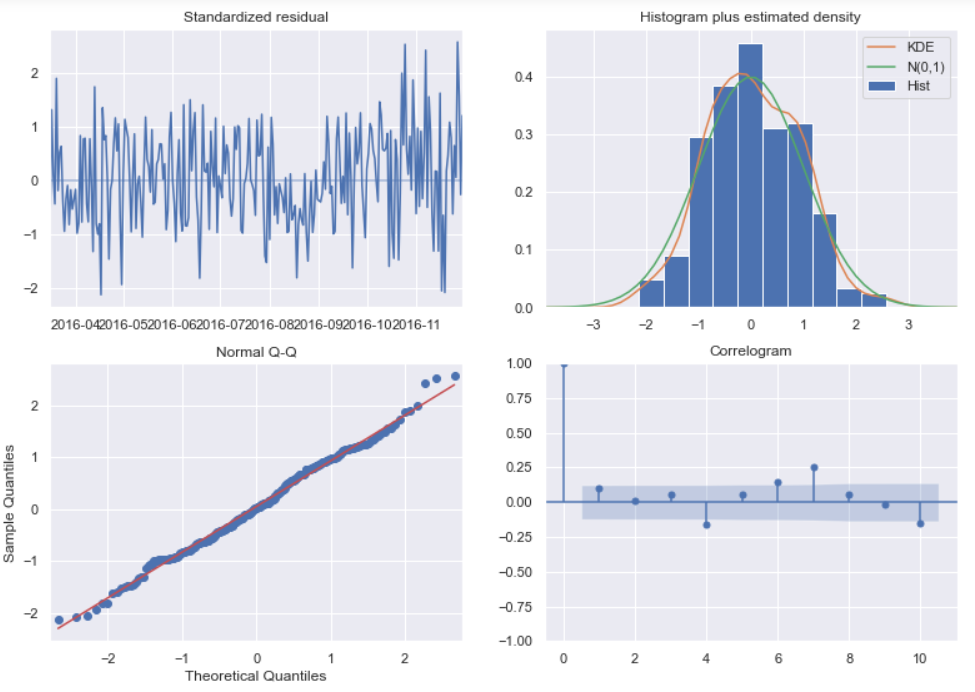 Standardized residual
2
1
0
−1
−2
2016-04 2016-05 2016-06 2016-07 2016-08 2016-09 2016-10 2016-11
Histogram plus estimated density
KDE
N(0,1)
Hist
0.4
0.3
0.2
0.1
0.0
−3 −2 −1 0 1 2 3
Normal Q-Q
Sample Quantiles
2
1
0
−1
−2
−2 −1 0 1 2
Theoretical Quantiles
Correlogram
1.00
0.75
0.50
0.25
0.00
−0.25
−0.50
−0.75
−1.00
0 2 4 6 8 10